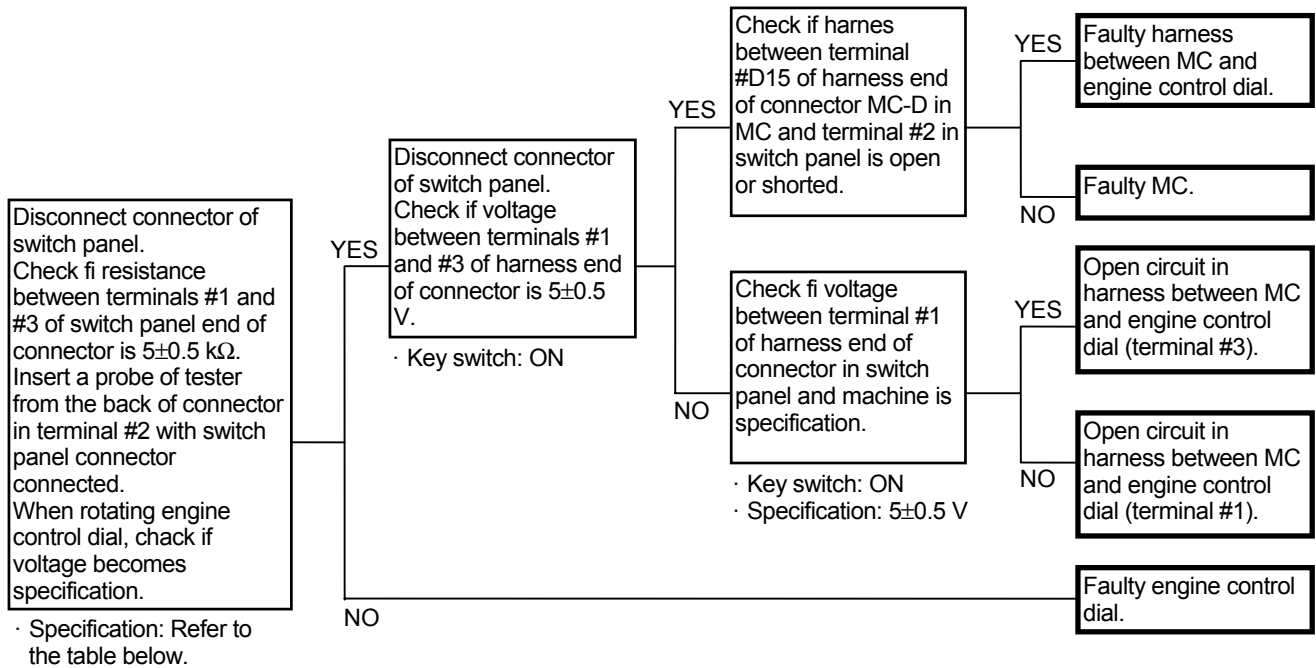 Disconnect connector of
switch panel.
Check fi resistance
between terminals #1 and
#3 of switch panel end of
connector is 5±0.5 kΩ.
Insert a probe of tester
from the back of connector
in terminal #2 with switch
panel connector
connected.
When rotating engine
control dial, chack if
voltage becomes
specification.
· Specification: Refer to
the table below.
YES
NO
Disconnect connector
of switch panel.
Check if voltage
between terminals #1
and #3 of harness end
of connector is 5±0.5
V.
· Key switch: ON
YES
NO
Check if harnes
between terminal
#D15 of harness end
of connector MC-D in
MC and terminal #2 in
switch panel is open
or shorted.
YES
NO
Check fi voltage
between terminal #1
of harness end of
connector in switch
panel and machine is
specification.
· Key switch: ON
· Specification: 5±0.5 V
YES
NO
Faulty harness
between MC and
engine control dial.
Faulty MC.
Open circuit in
harness between MC
and engine control
dial (terminal #3).
Open circuit in
harness between MC
and engine control
dial (terminal #1).
Faulty engine control
dial.